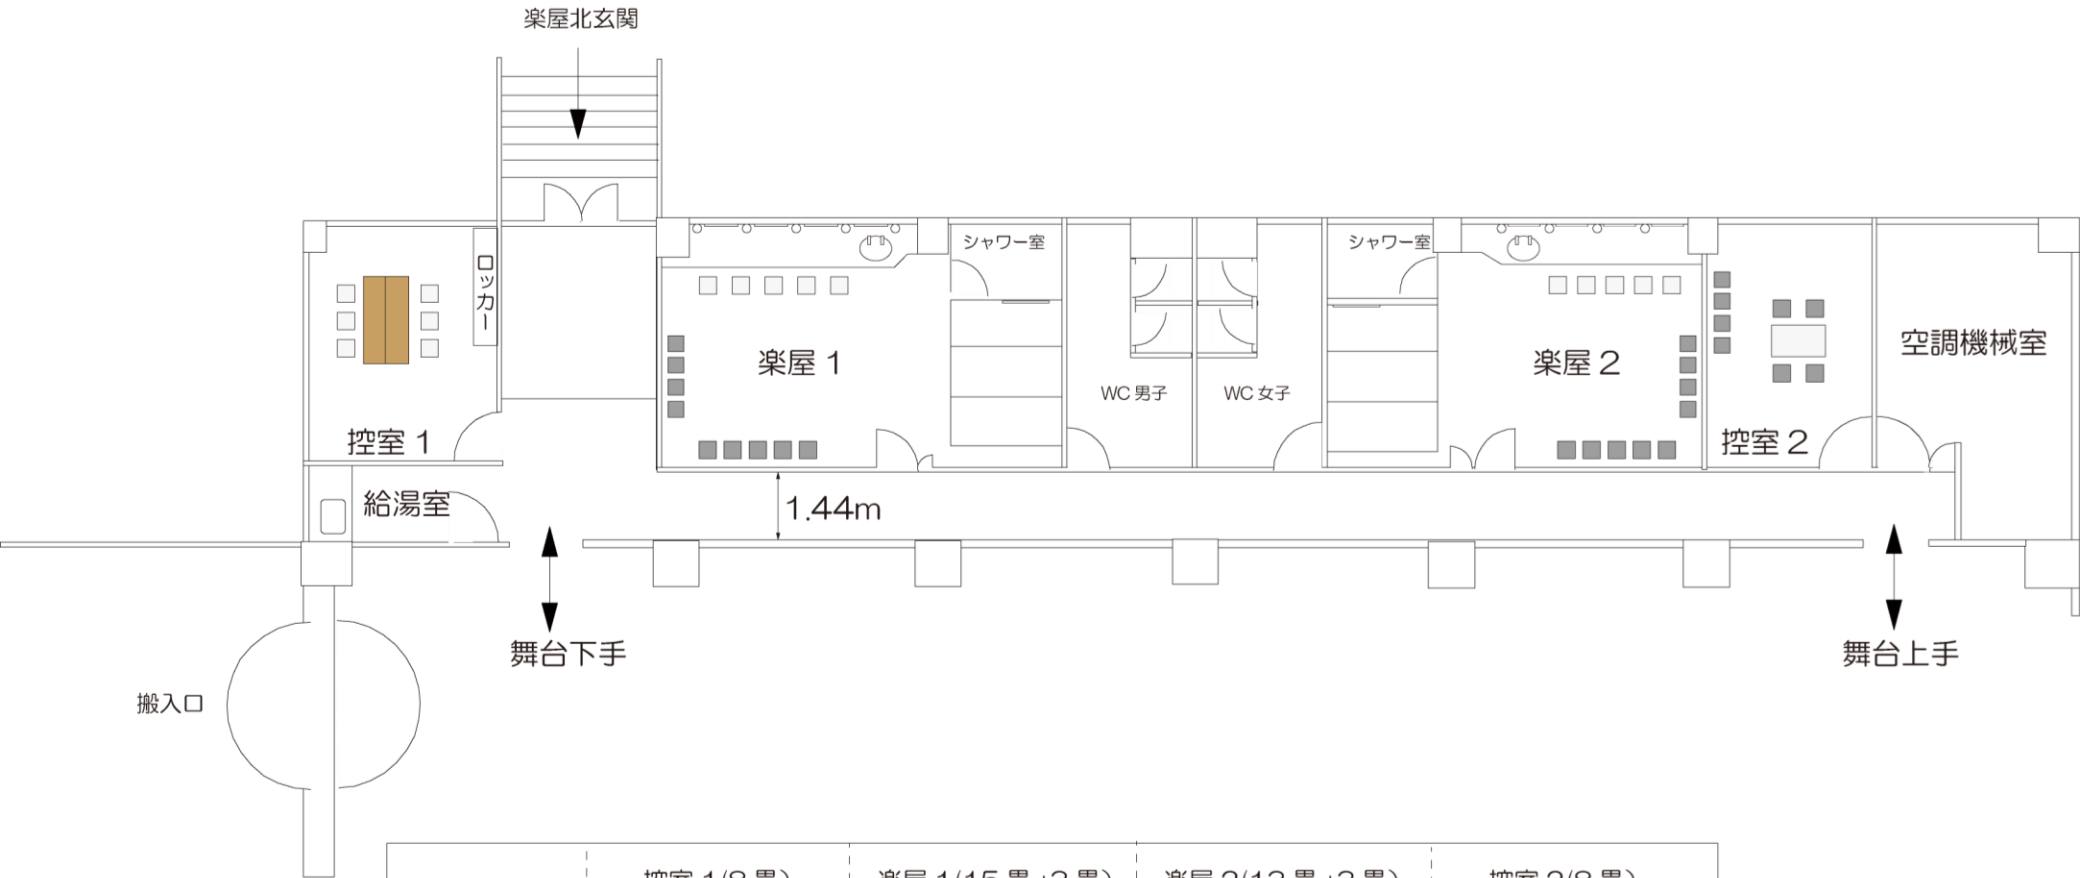 楽屋北玄関
シャワー室
シャワー室
ロッカー
空調機械室
楽屋 1
楽屋 2
WC 男子
WC 女子
控室 1
控室 2
給湯室
1.44m
舞台下手
舞台上手
搬入口